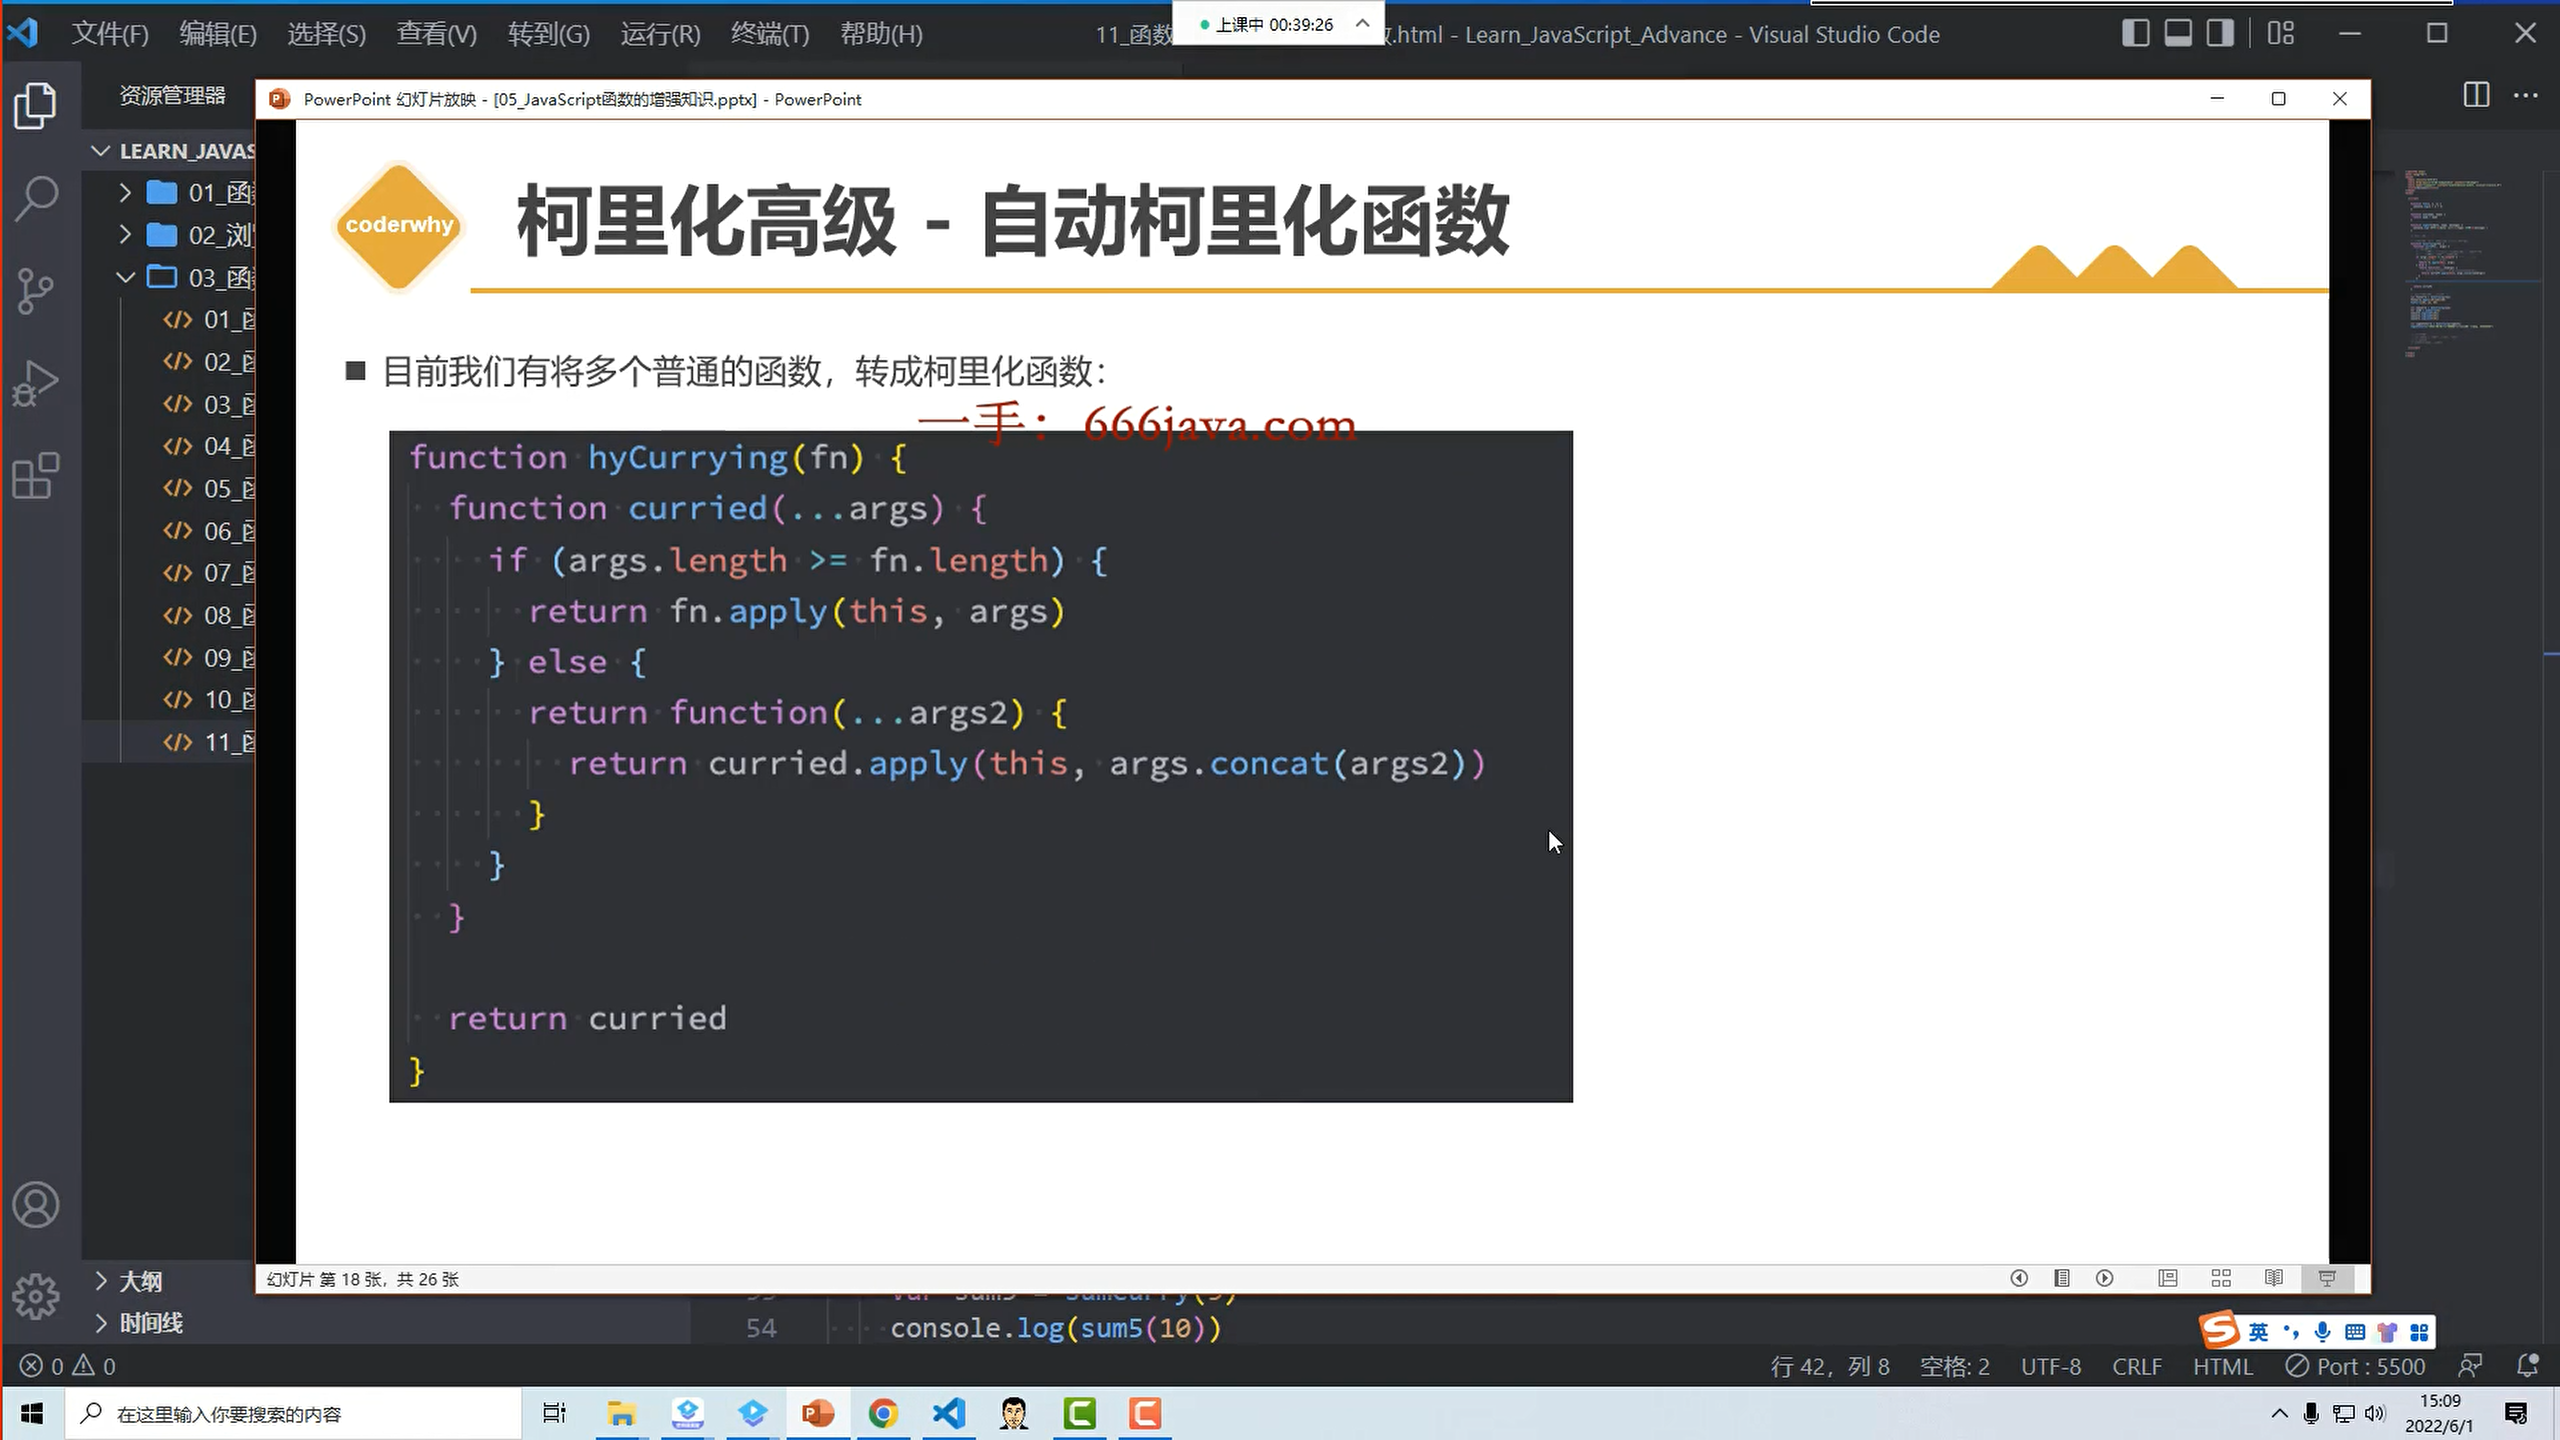 文件(F) 编辑(E) 选择(S) 查看(V) 转到(G) 运行(R) 终端(T) 帮助(H)
11_函数
上课中 00:39:26
.html - Learn_JavaScript_Advance - Visual Studio Code
资源管理器
PowerPoint 幻灯片放映 - [05_JavaScript函数的增强知识.pptx] - PowerPoint
LEARN_JAVAS
01_函
02_浏
03_函
01_函
02_函
03_函
04_函
05_函
06_函
07_函
08_函
09_函
10_函
11_函
大纲
时间线
coderwhy
柯里化高级 - 自动柯里化函数
目前我们有将多个普通的函数，转成柯里化函数：
一手：666java.com
function hyCurrying(fn) {
function curried(...args) {
if (args.length >= fn.length) {
return fn.apply(this, args)
} else {
return function(...args2) {
return curried.apply(this, args.concat(args2))
}
}
}
return curried
}
幻灯片 第 18 张，共 26 张
var sum5 = sumCurry(5)
54 console.log(sum5(10))
英
0 0
行 42，列 8 空格: 2 UTF-8 CRLF HTML Port : 5500
在这里输入你要搜索的内容
15:09
2022/6/1